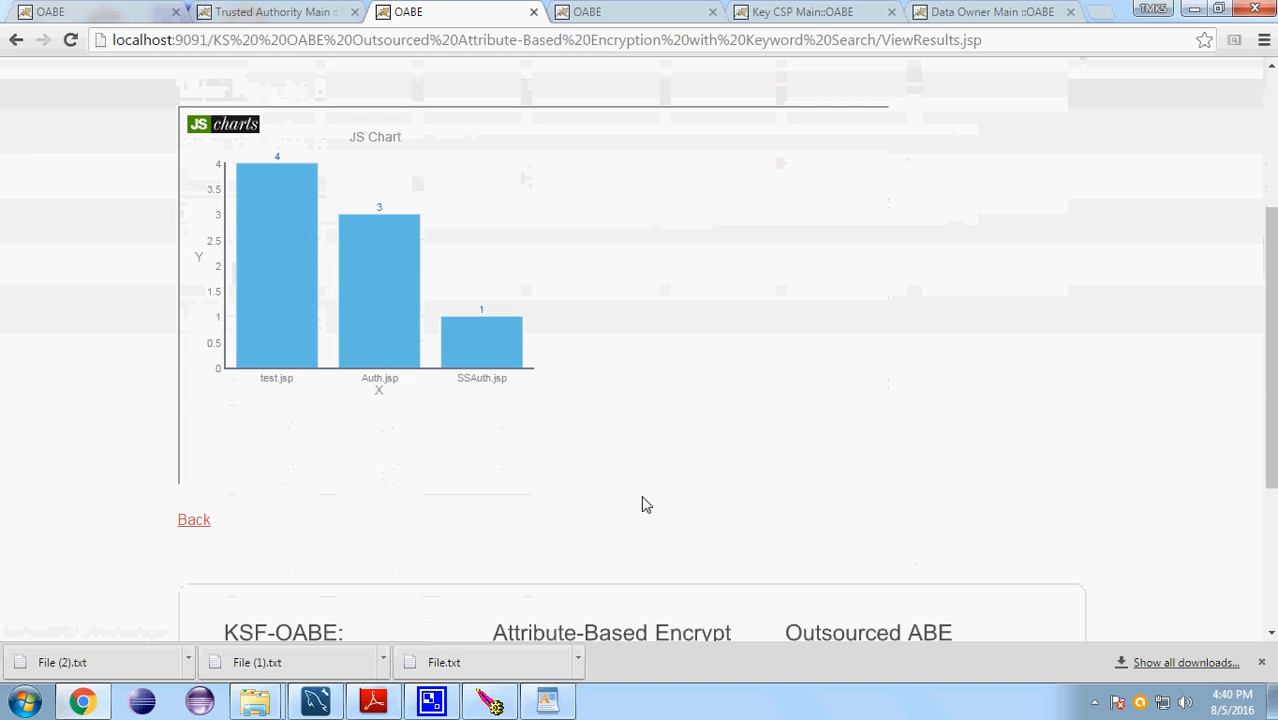 OABE
Trusted Authority Main ::
OABE
OABE
Key CSP Main::OABE
Data Owner Main ::OABE
TMKS
localhost:9091/KS%20%20OABE%20Outsourced%20Attribute-Based%20Encryption%20with%20Keyword%20Search/ViewResults.jsp
JS charts
JS Chart
4
3
1
4
3.5
3
2.5
2
1.5
1
0.5
0
Y
test.jsp
Auth.jsp
SSAuth.jsp
X
Back
KSF-OABE:
Attribute-Based Encrypt
Outsourced ABE
File (2).txt
File (1).txt
File.txt
Show all downloads...
4:40 PM
8/5/2016